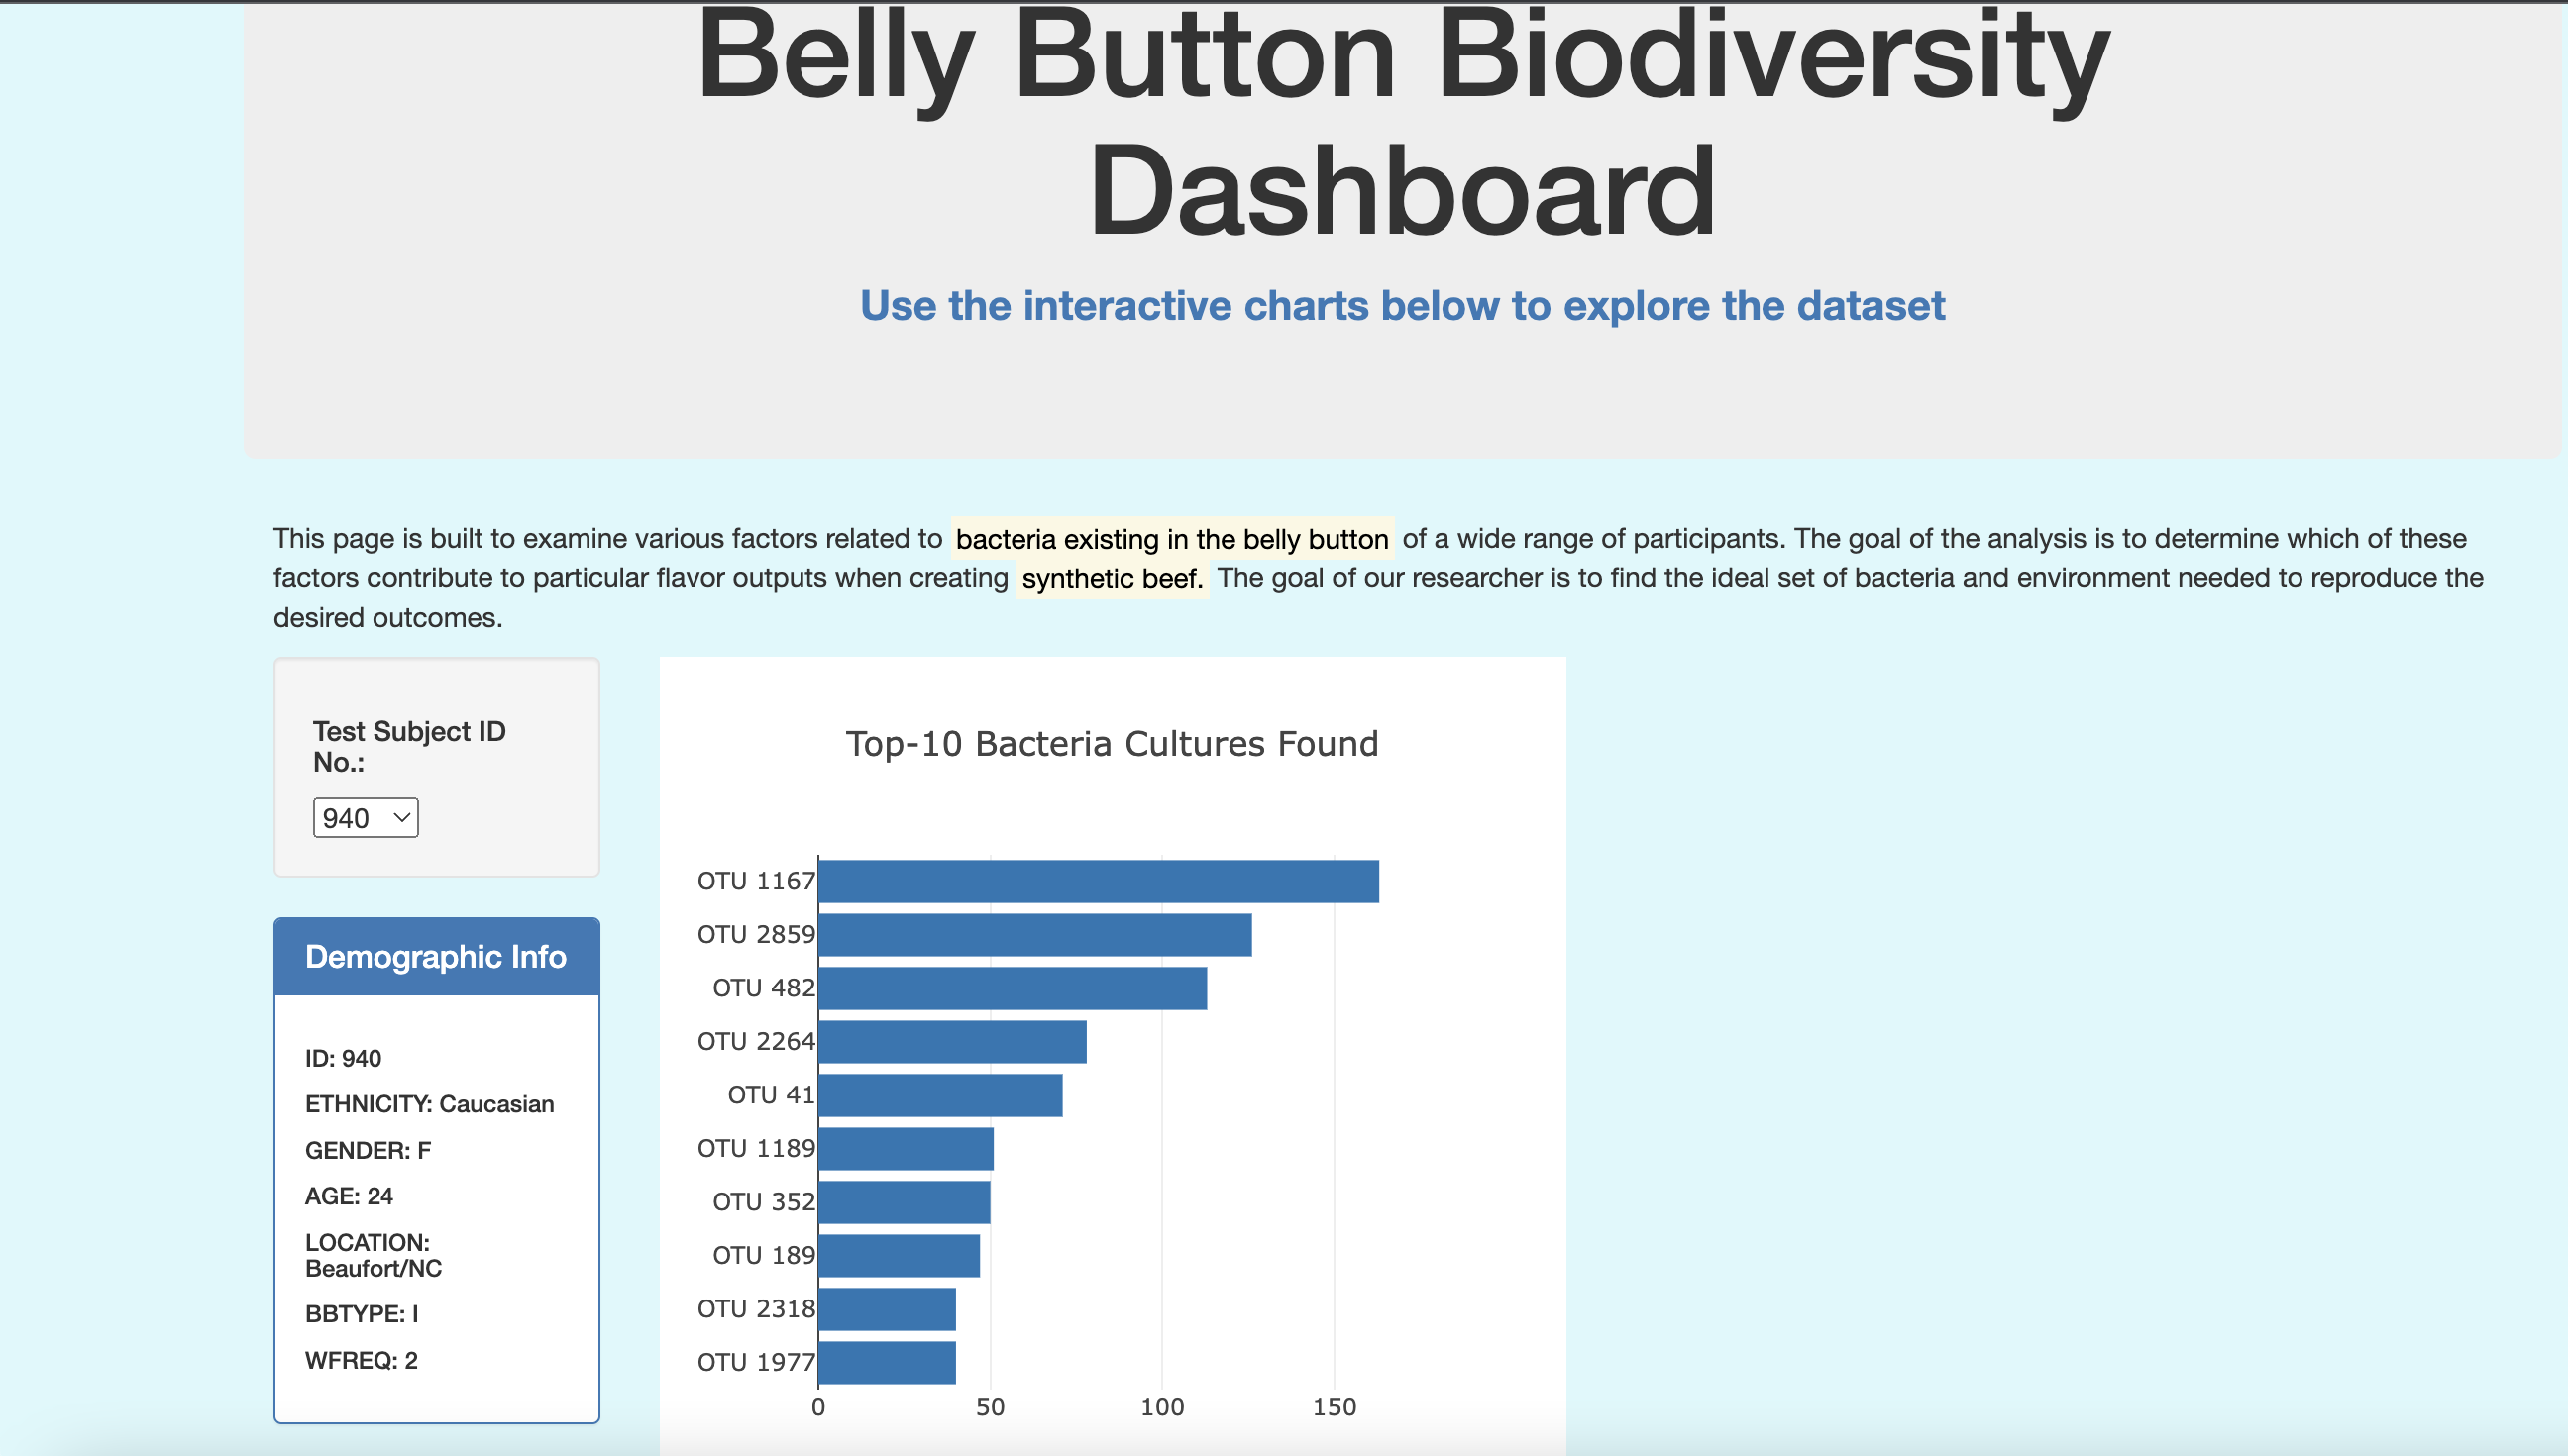 Belly Button Biodiversity
Dashboard
Use the interactive charts below to explore the dataset
This page is built to examine various factors related to bacteria existing in the belly button of a wide range of participants. The goal of the analysis is to determine which of these
factors contribute to particular flavor outputs when creating synthetic beef. The goal of our researcher is to find the ideal set of bacteria and environment needed to reproduce the
desired outcomes.
Test Subject ID
No.:
940
Demographic Info
ID: 940
ETHNICITY: Caucasian
GENDER: F
AGE: 24
LOCATION:
Beaufort/NC
BBTYPE: I
WFREQ: 2
Top-10 Bacteria Cultures Found
OTU 1167
OTU 2859
OTU 482
OTU 2264
OTU 41
OTU 1189
OTU 352
OTU 189
OTU 2318
OTU 1977
0 50 100 150